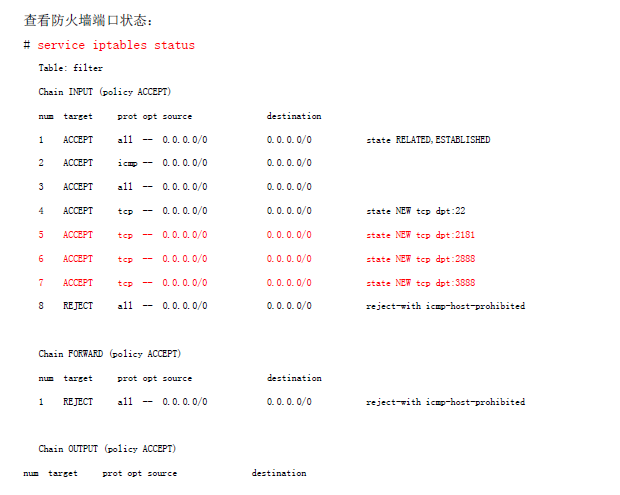 查看防火墙端口状态：
# service iptables status
Table: filter
Chain INPUT (policy ACCEPT)
num target prot opt source destination
1 ACCEPT all -- 0.0.0.0/0 0.0.0.0/0 state RELATED,ESTABLISHED
2 ACCEPT icmp -- 0.0.0.0/0 0.0.0.0/0
3 ACCEPT all -- 0.0.0.0/0 0.0.0.0/0
4 ACCEPT tcp -- 0.0.0.0/0 0.0.0.0/0 state NEW tcp dpt:22
5 ACCEPT tcp -- 0.0.0.0/0 0.0.0.0/0 state NEW tcp dpt:2181
6 ACCEPT tcp -- 0.0.0.0/0 0.0.0.0/0 state NEW tcp dpt:2888
7 ACCEPT tcp -- 0.0.0.0/0 0.0.0.0/0 state NEW tcp dpt:3888
8 REJECT all -- 0.0.0.0/0 0.0.0.0/0 reject-with icmp-host-prohibited
Chain FORWARD (policy ACCEPT)
num target prot opt source destination
1 REJECT all -- 0.0.0.0/0 0.0.0.0/0 reject-with icmp-host-prohibited
Chain OUTPUT (policy ACCEPT)
num target prot opt source destination